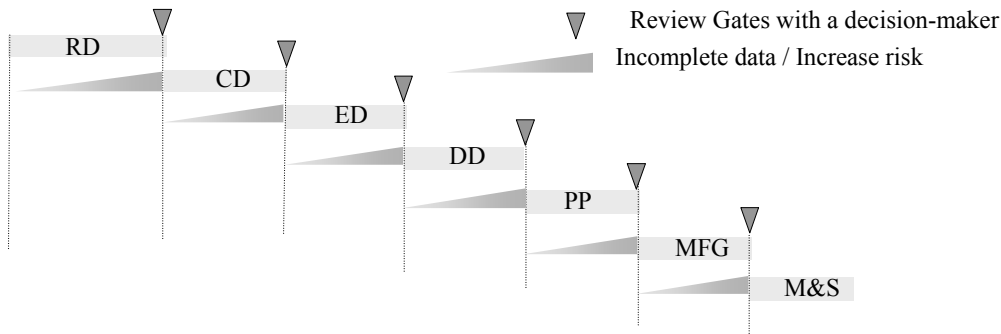 Review Gates with a decision-maker
RD
Incomplete data / Increase risk
CD
ED
DD
PP
MFG
M&S